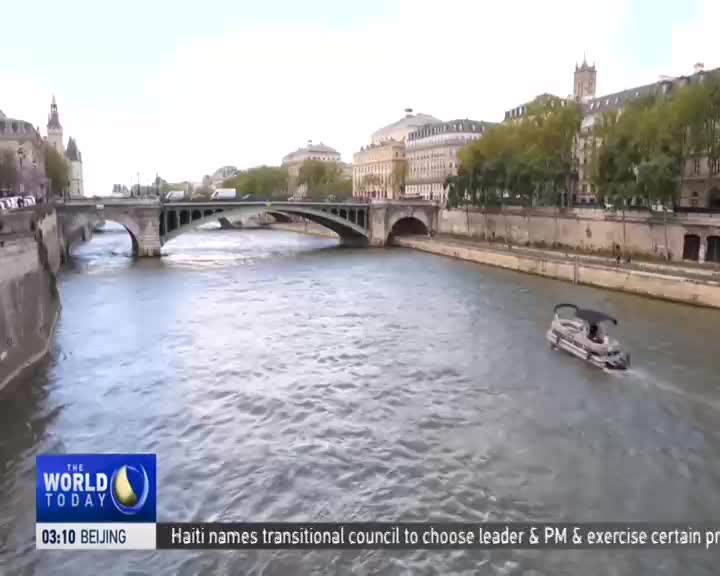 THE
WORLD
TODAY
03:10 BEIJING
Haiti names transitional council to choose leader & PM & exercise certain pr